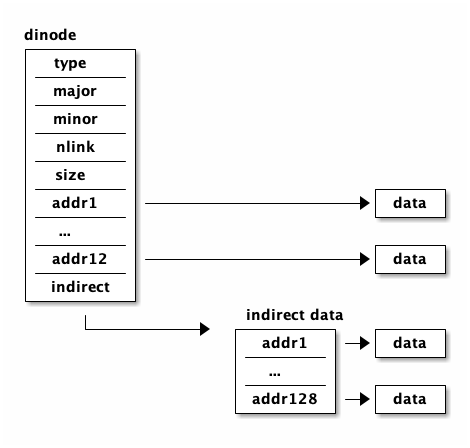 dinode
type
major
minor
nlink
size
addr1
data
...
addr12
data
indirect
indirect data
addr1
data
...
addr128
data